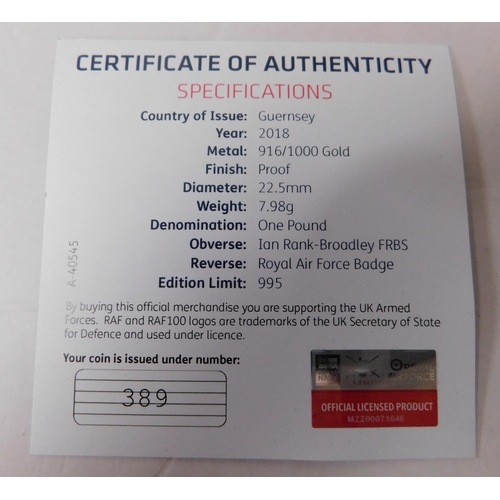 CERTIFICATE OF AUTHENTICITY
SPECIFICATIONS
Country of Issue: Guernsey
Year: 2018
Metal: 916/1000 Gold
Finish: Proof
Diameter: 22.5mm
Weight: 7.98g
Denomination: One Pound
Obverse: Ian Rank-Broadley FRBS
Reverse: Royal Air Force Badge
Edition Limit: 995
A-40545
By buying this official merchandise you are supporting the UK Armed
Forces. RAF and RAF100 logos are trademarks of the UK Secretary of State
for Defence and used under licence.
Your coin is issued under number:
389
OFFICIAL LICENSED PRODUCT